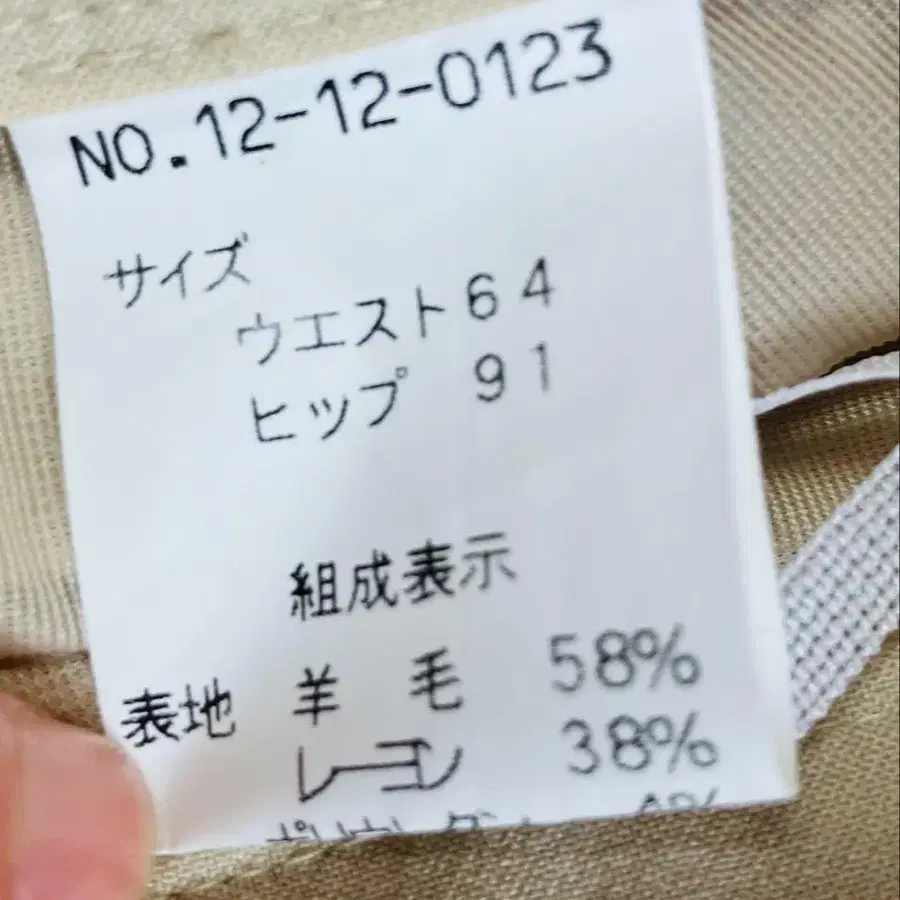 NO.12-12-0123
サイズ
ウエスト64
ヒップ 91
組成表示
表地 羊毛 58%
レーヨン 38%